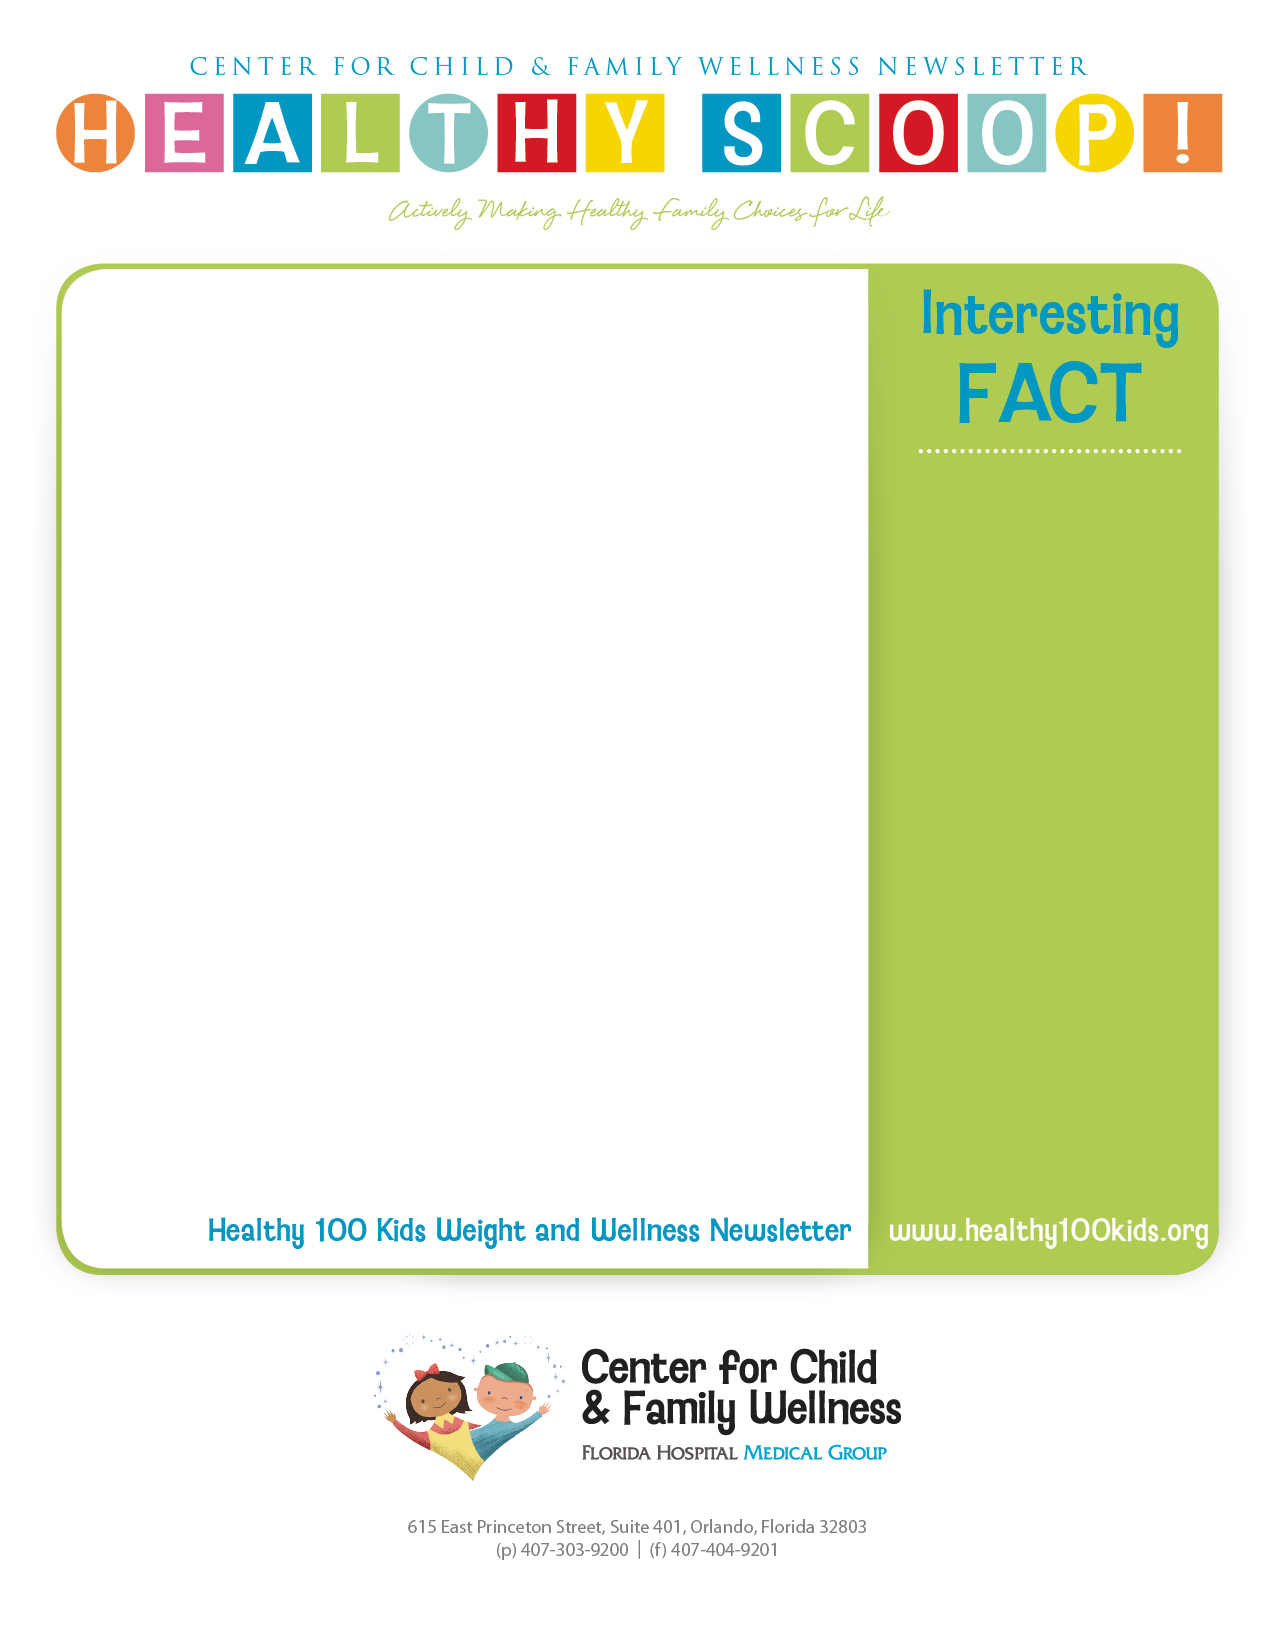 CENTER FOR CHILD & FAMILY WELLNESS NEWSLETTER
HEALTHY SCOOP!
Actively Making Healthy Family Choices for Life
Interesting
FACT
Healthy 100 Kids Weight and Wellness Newsletter
www.healthy100kids.org
Center for Child
& Family Wellness
FLORIDA HOSPITAL MEDICAL GROUP
615 East Princeton Street, Suite 401, Orlando, Florida 32803
(p) 407-303-9200 | (f) 407-404-9201